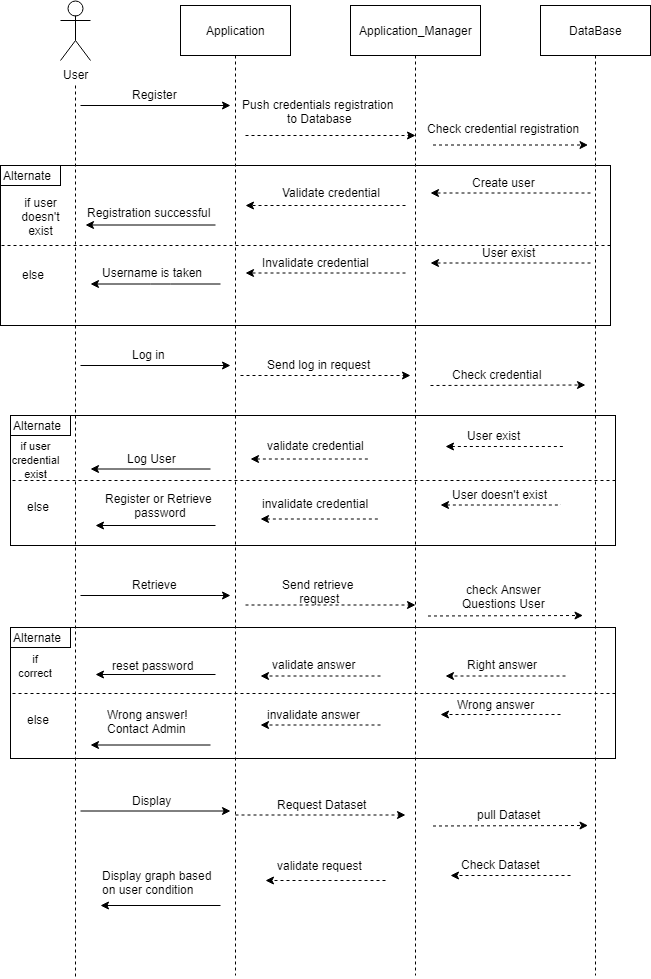 Application
Application_Manager
DataBase
User
Register
Push credentials registration
to Database
Check credential registration
Alternate
if user
doesn't
exist
Registration successful
Validate credential
Create user
else
Username is taken
Invalidate credential
User exist
Log in
Send log in request
Check credential
Alternate
if user
credential
exist
Log User
validate credential
User exist
else
Register or Retrieve
password
invalidate credential
User doesn't exist
Retrieve
Send retrieve
request
check Answer
Questions User
Alternate
if
correct
reset password
validate answer
Right answer
else
Wrong answer!
Contact Admin
invalidate answer
Wrong answer
Display
Request Dataset
pull Dataset
Display graph based
on user condition
validate request
Check Dataset